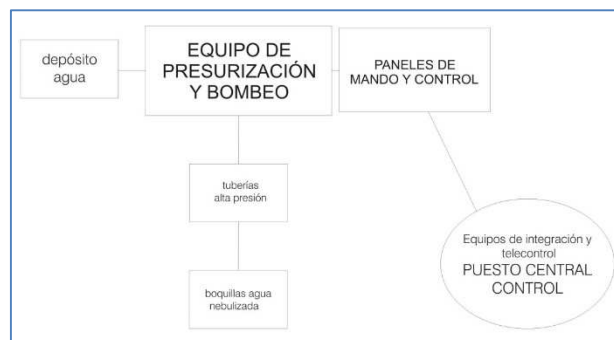 depósito
agua
EQUIPO DE
PRESURIZACIÓN
Y BOMBEO
PANELES DE
MANDO Y CONTROL
tuberías
alta presión
boquillas agua
nebulizada
Equipos de integración y
telecontrol
PUESTO CENTRAL
CONTROL